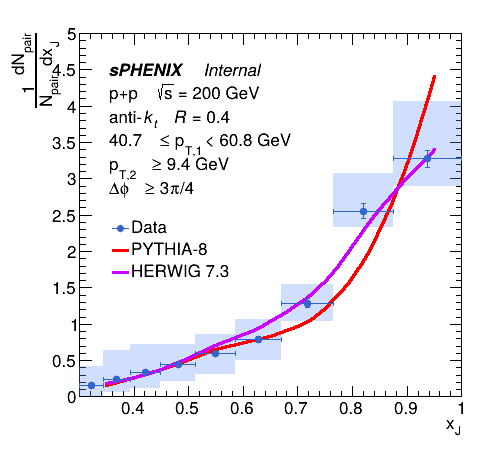 1 dN_pair
N_pair dx_J
5
4.5
4
3.5
3
2.5
2
1.5
1
0.5
0
sPHENIX Internal
p+p √s = 200 GeV
anti-k_t R = 0.4
40.7 ≤ p_T,1 < 60.8 GeV
p_T,2 ≥ 9.4 GeV
Δϕ ≥ 3π/4
Data
PYTHIA-8
HERWIG 7.3
0.4 0.5 0.6 0.7 0.8 0.9 1
x_J